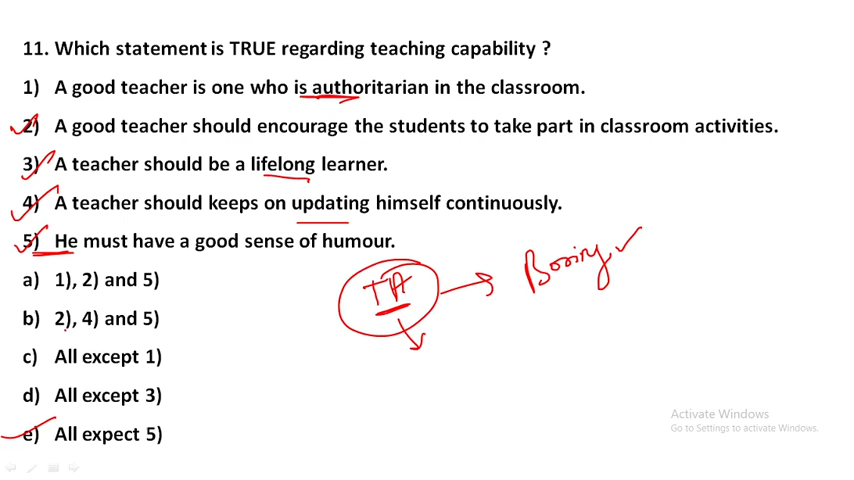 11. Which statement is TRUE regarding teaching capability ?
1) A good teacher is one who is authoritarian in the classroom.
2) A good teacher should encourage the students to take part in classroom activities.
3) A teacher should be a lifelong learner.
4) A teacher should keeps on updating himself continuously.
5) He must have a good sense of humour.
a) 1), 2) and 5)
b) 2), 4) and 5)
c) All except 1)
d) All except 3)
e) All expect 5)
TA
Boring
Activate Windows
Go to Settings to activate Windows.